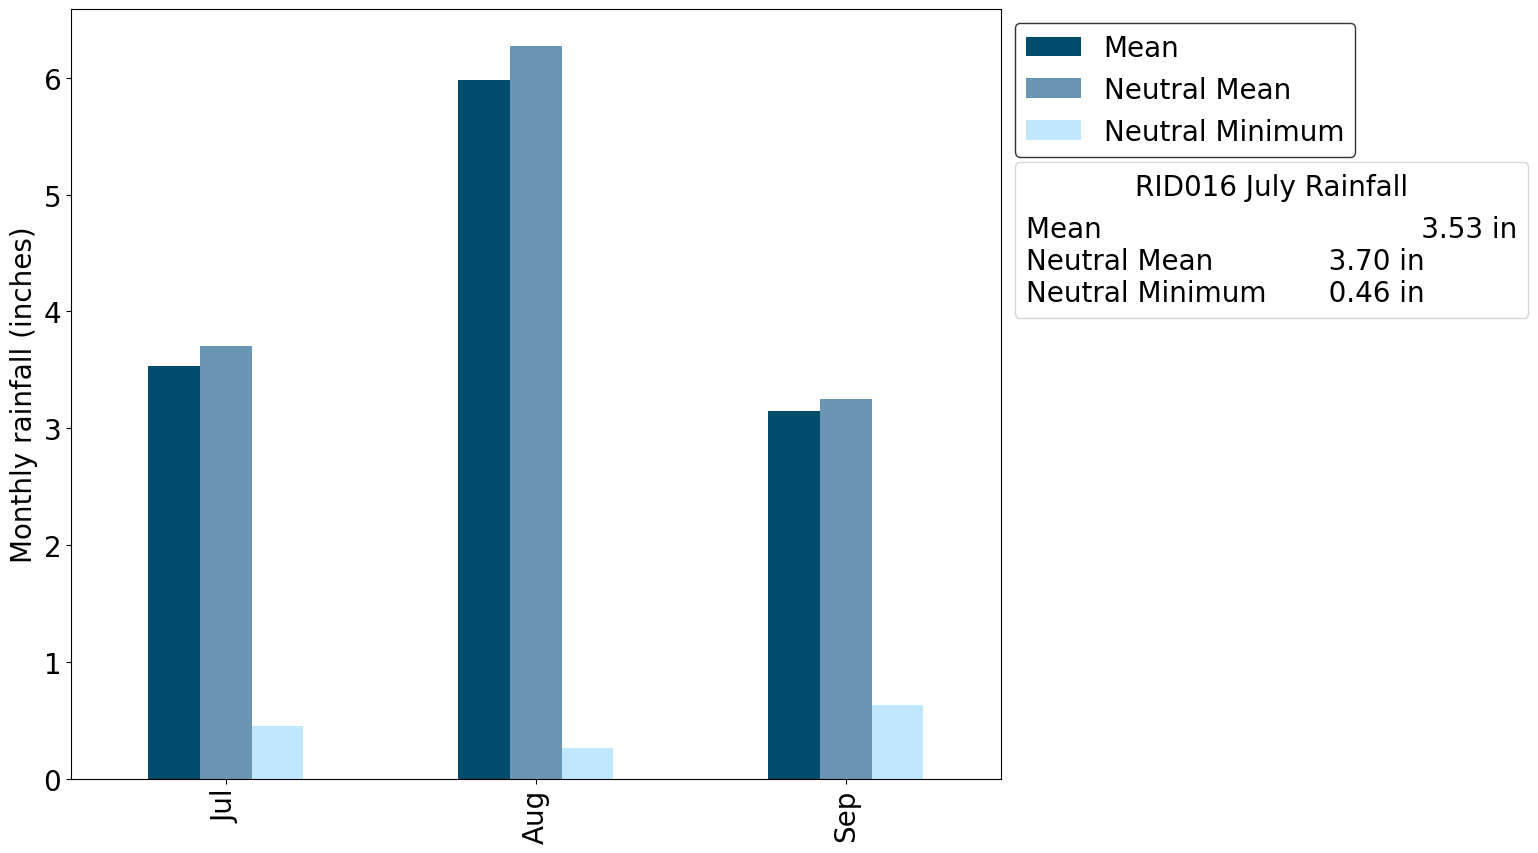 Mean
Neutral Mean
Neutral Minimum
RID016 July Rainfall
Mean 3.53 in
Neutral Mean 3.70 in
Neutral Minimum 0.46 in
Monthly rainfall (inches)
6
5
4
3
2
1
0
Jul
Aug
Sep